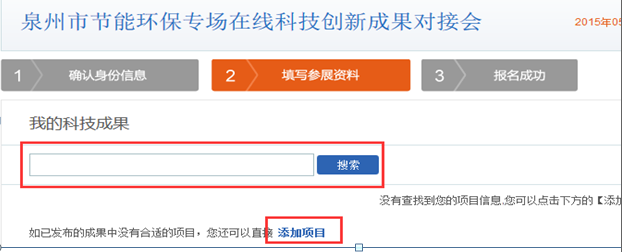 泉州市节能环保专场在线科技创新成果对接会
2015年05
1 确认身份信息 2 填写参展资料 3 报名成功
我的科技成果
搜索
没有查找到您的项目信息,您可以点击下方的【添加
如已发布的成果中没有合适的项目，您还可以直接 添加项目